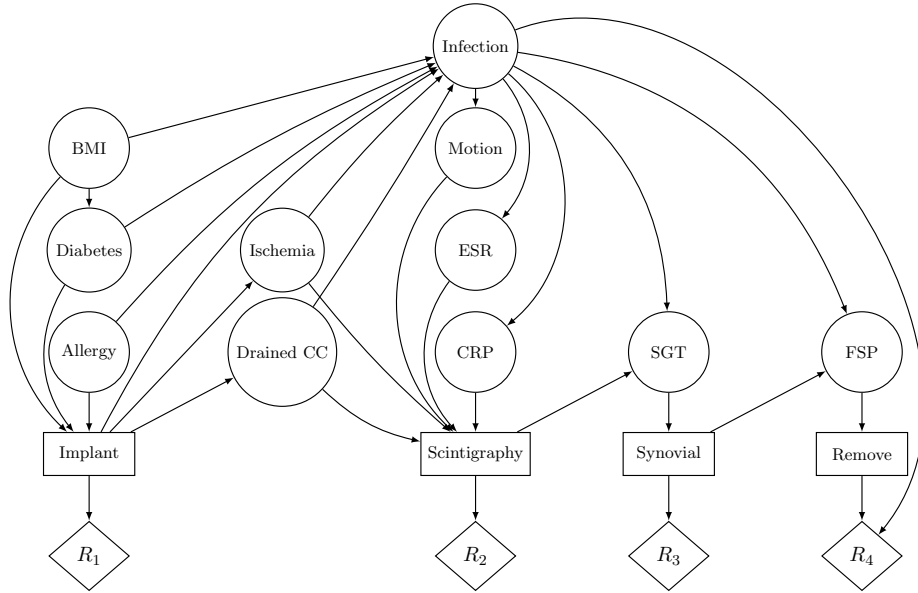 Infection
BMI
Motion
Diabetes
Ischemia
ESR
Allergy
Drained CC
CRP
SGT
FSP
Implant
Scintigraphy
Synovial
Remove
R1
R2
R3
R4